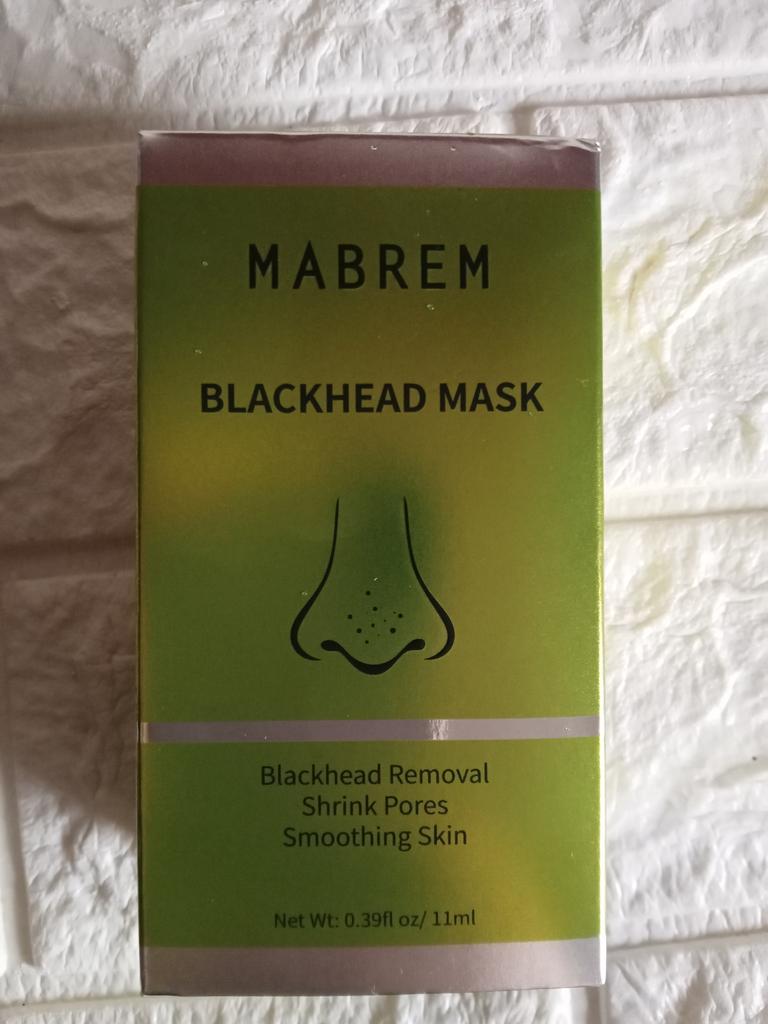 MABREM
BLACKHEAD MASK
Blackhead Removal
Shrink Pores
Smoothing Skin
Net Wt: 0.39fl oz/ 11ml